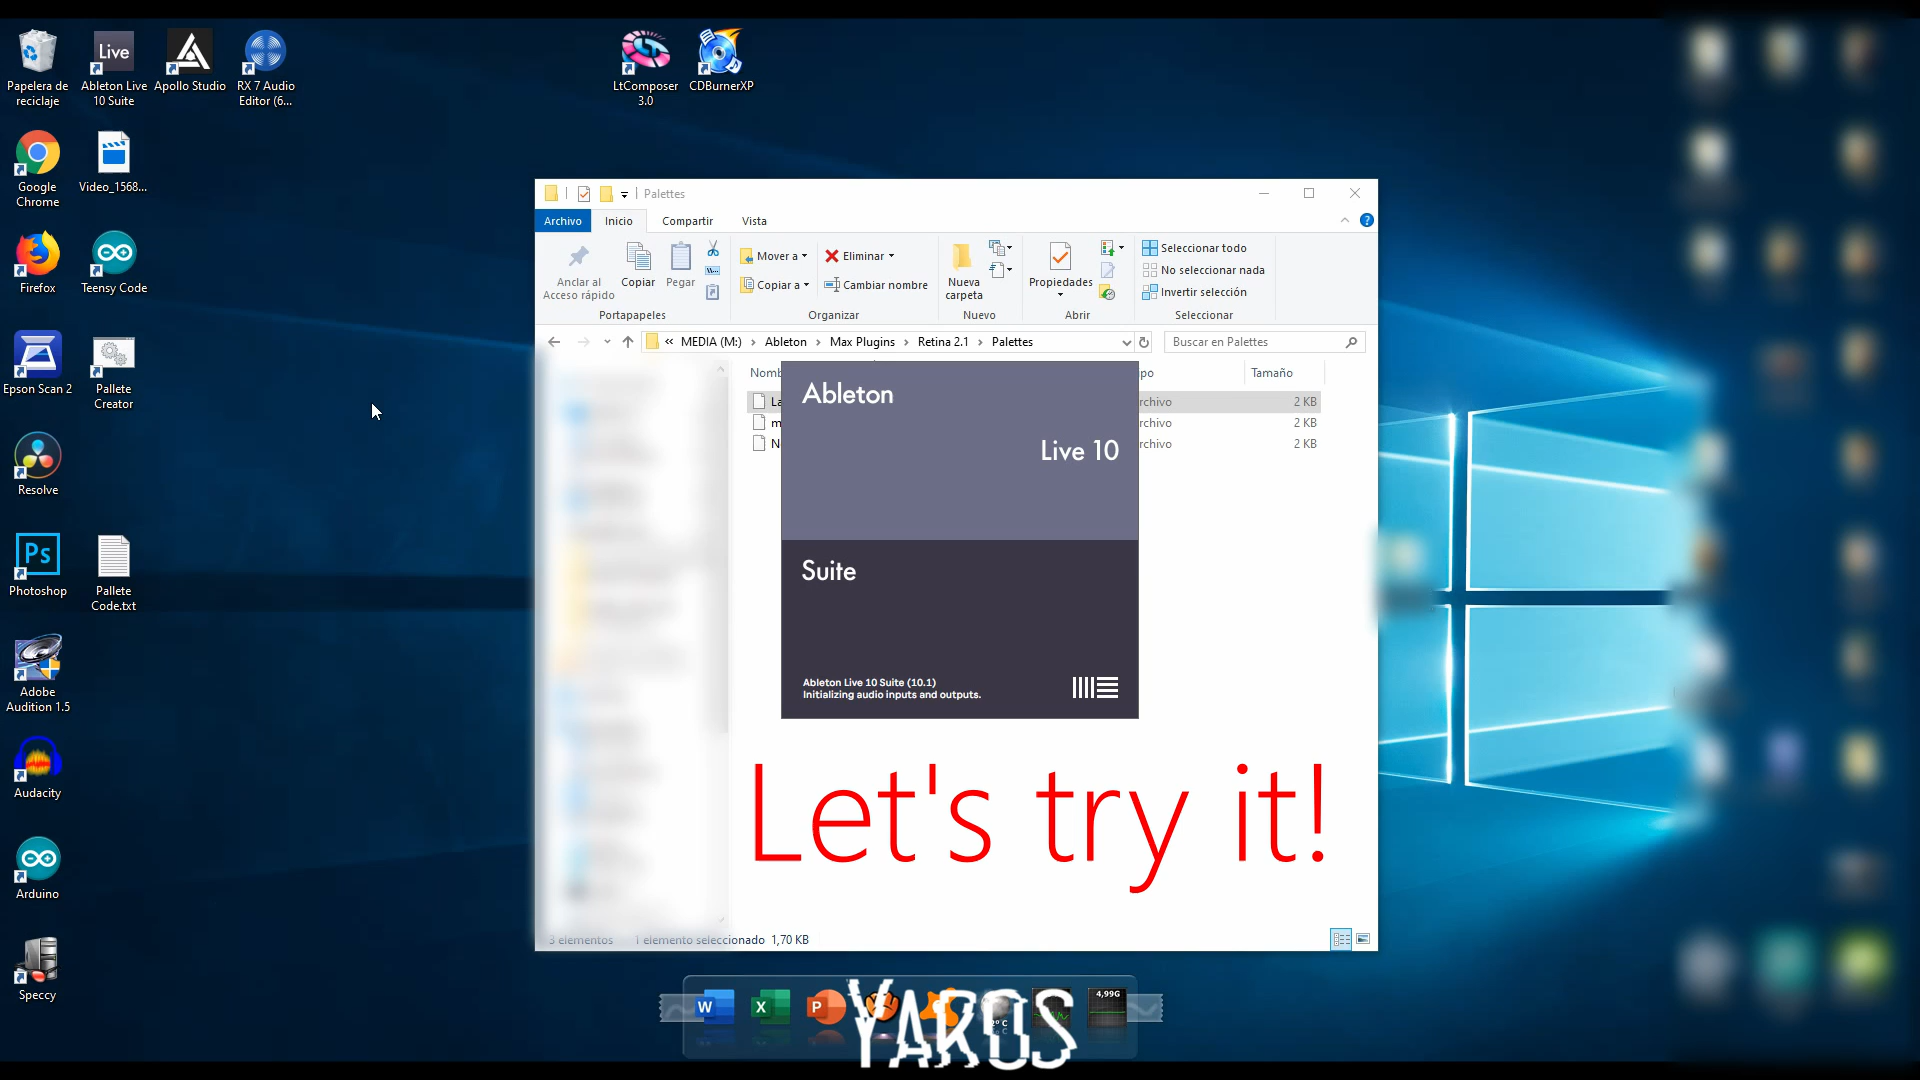 Papelera de
reciclaje
Live
Ableton Live
10 Suite
Apollo Studio
RX 7 Audio
Editor (6...
LtComposer
3.0
CDBurnerXP
Google
Chrome
Video_1568...
Firefox
Teensy Code
Epson Scan 2
Pallete
Creator
Resolve
Ps
Photoshop
Pallete
Code.txt
Adobe
Audition 1.5
Audacity
Arduino
Speccy
Palettes
Archivo Inicio Compartir Vista
Anclar al
Acceso rápido
Copiar
Pegar
Portapapeles
Mover a
Copiar a
Eliminar
Cambiar nombre
Organizar
Nueva
carpeta
Nuevo
Propiedades
Abrir
Seleccionar todo
No seleccionar nada
Invertir selección
Seleccionar
« MEDIA (M:) > Ableton > Max Plugins > Retina 2.1 > Palettes
Buscar en Palettes
Tamaño
2 KB
2 KB
2 KB
Ableton
Live 10
Suite
Ableton Live 10 Suite (10.1)
Initializing audio inputs and outputs.
Let's try it!
3 elementos 1 elemento seleccionado 1,70 KB
W X P 4,99G
YAROS